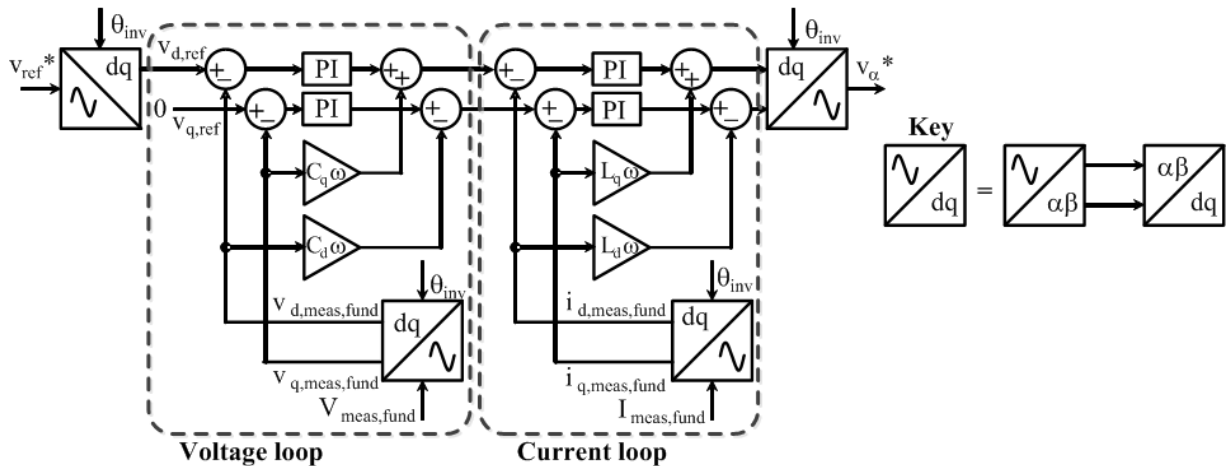 θinv
vref*
dq
vd,ref
+
−
PI
+
+
0
vq,ref
+
−
PI
+
−
Cqω
Cdω
θinv
vd,meas,fund
dq
vq,meas,fund
Vmeas,fund
Voltage loop
+
−
PI
+
+
+
−
PI
+
−
Lqω
Ldω
θinv
id,meas,fund
dq
iq,meas,fund
Imeas,fund
Current loop
θinv
dq
vα*
Key
dq
=
αβ
αβ
dq